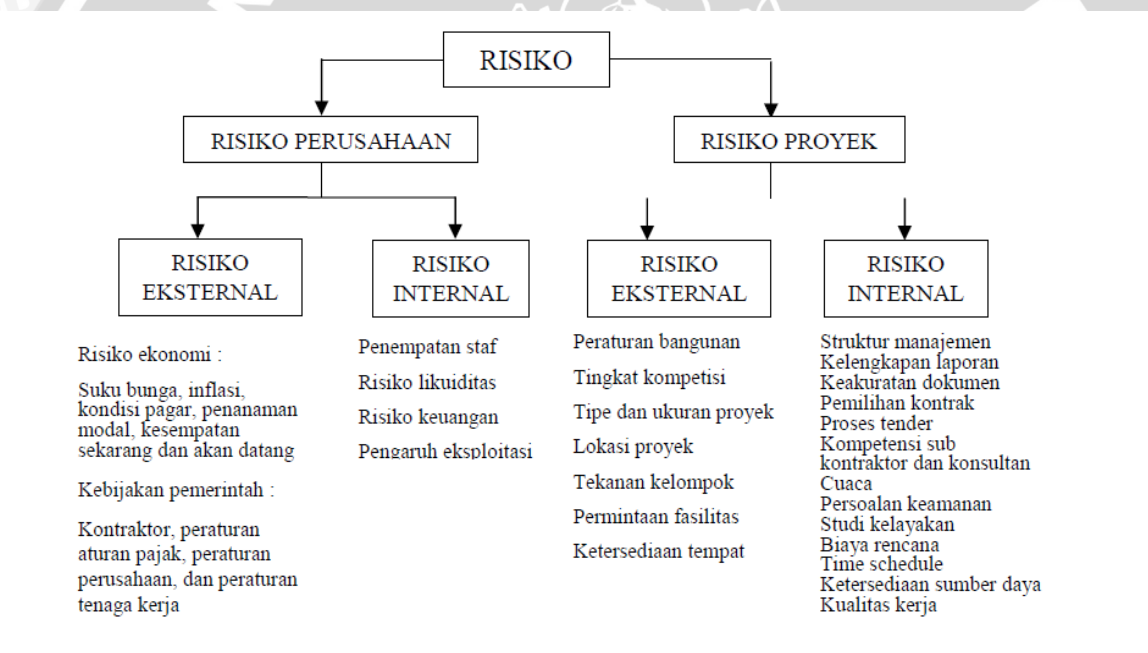 RISIKO
RISIKO PERUSAHAAN
RISIKO PROYEK
RISIKO
EKSTERNAL
RISIKO
INTERNAL
RISIKO
EKSTERNAL
RISIKO
INTERNAL
Risiko ekonomi :
Suku bunga, inflasi,
kondisi pagar, penanaman
modal, kesempatan
sekarang dan akan datang
Kebijakan pemerintah :
Kontraktor, peraturan
aturan pajak, peraturan
perusahaan, dan peraturan
tenaga kerja
Penempatan staf
Risiko likuiditas
Risiko keuangan
Pengaruh eksploitasi
Peraturan bangunan
Tingkat kompetisi
Tipe dan ukuran proyek
Lokasi proyek
Tekanan kelompok
Permintaan fasilitas
Ketersediaan tempat
Struktur manajemen
Kelengkapan laporan
Keakuratan dokumen
Pemilihan kontrak
Proses tender
Kompetensi sub
kontraktor dan konsultan
Cuaca
Persoalan keamanan
Studi kelayakan
Biaya rencana
Time schedule
Ketersediaan sumber daya
Kualitas kerja